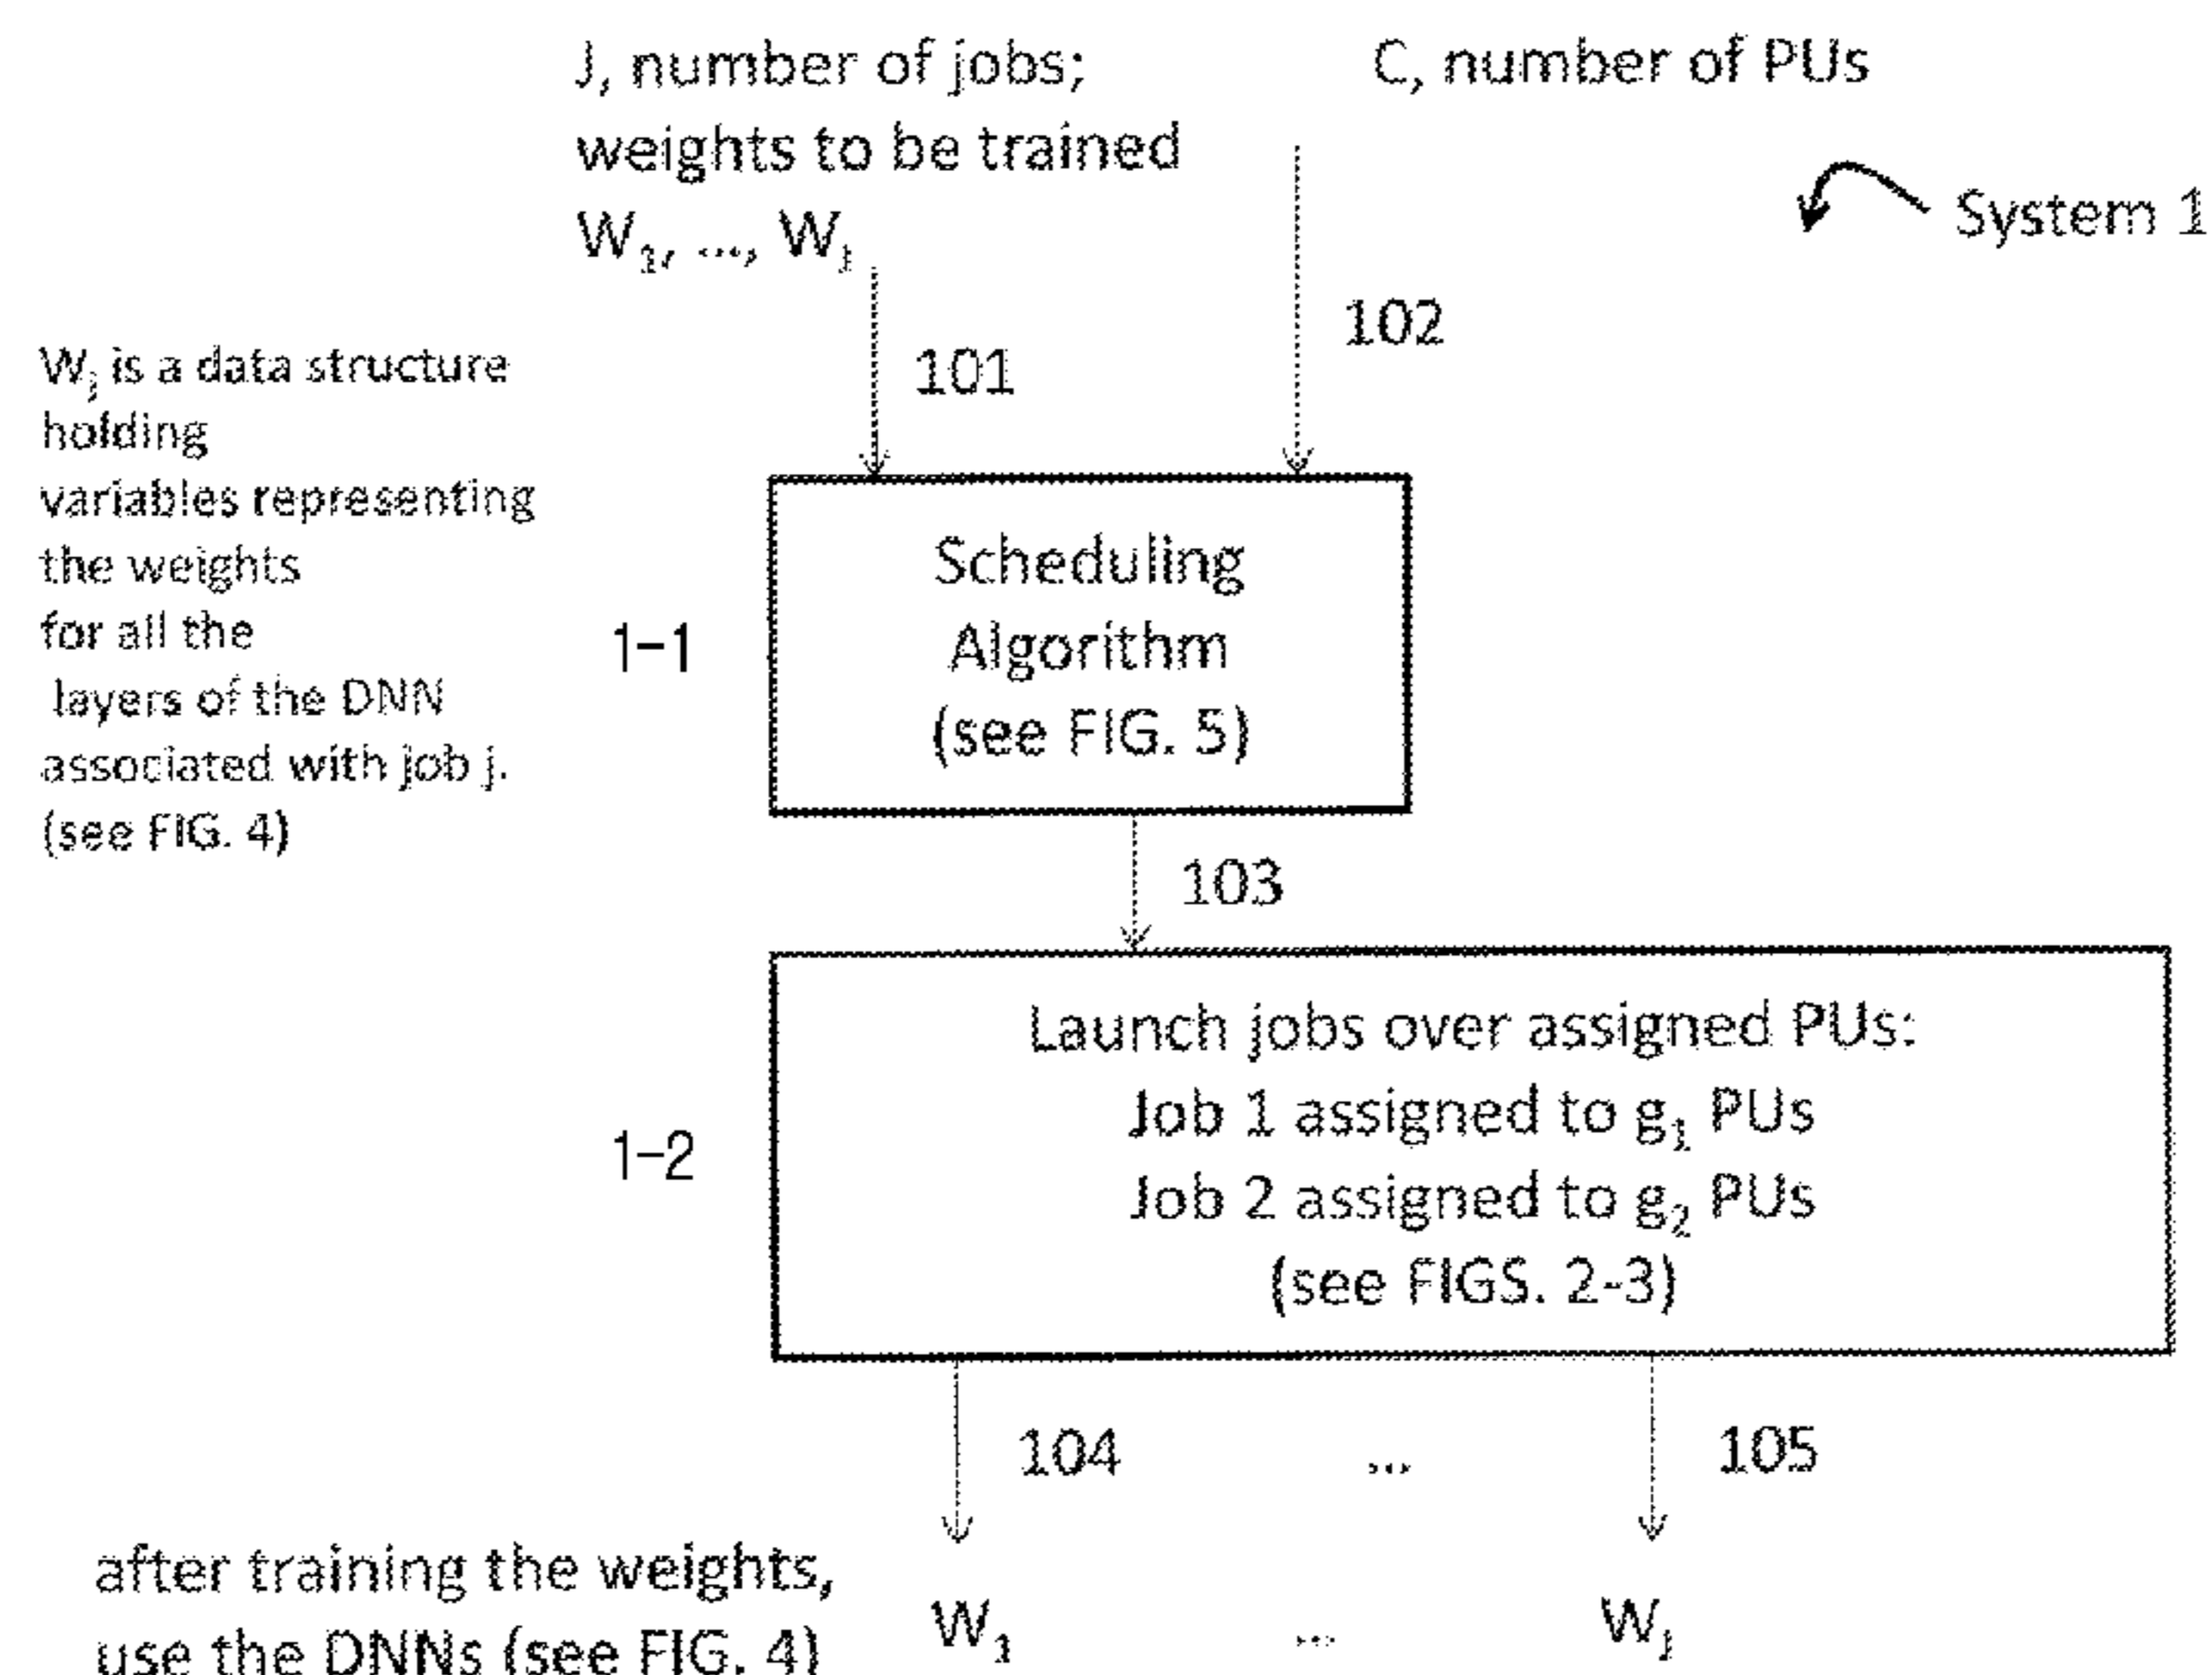 J, number of jobs;
weights to be trained
W₁, ..., Wⱼ
C, number of PUs
System 1
101
102
Wⱼ is a data structure
holding
variables representing
the weights
for all the
layers of the DNN
associated with job j.
(see FIG. 4)
1-1
Scheduling
Algorithm
(see FIG. 5)
103
1-2
Launch jobs over assigned PUs:
Job 1 assigned to g₁ PUs
Job 2 assigned to g₂ PUs
(see FIGS. 2-3)
104
...
105
after training the weights,
use the DNNs (see FIG. 4)
W₁ ... Wⱼ